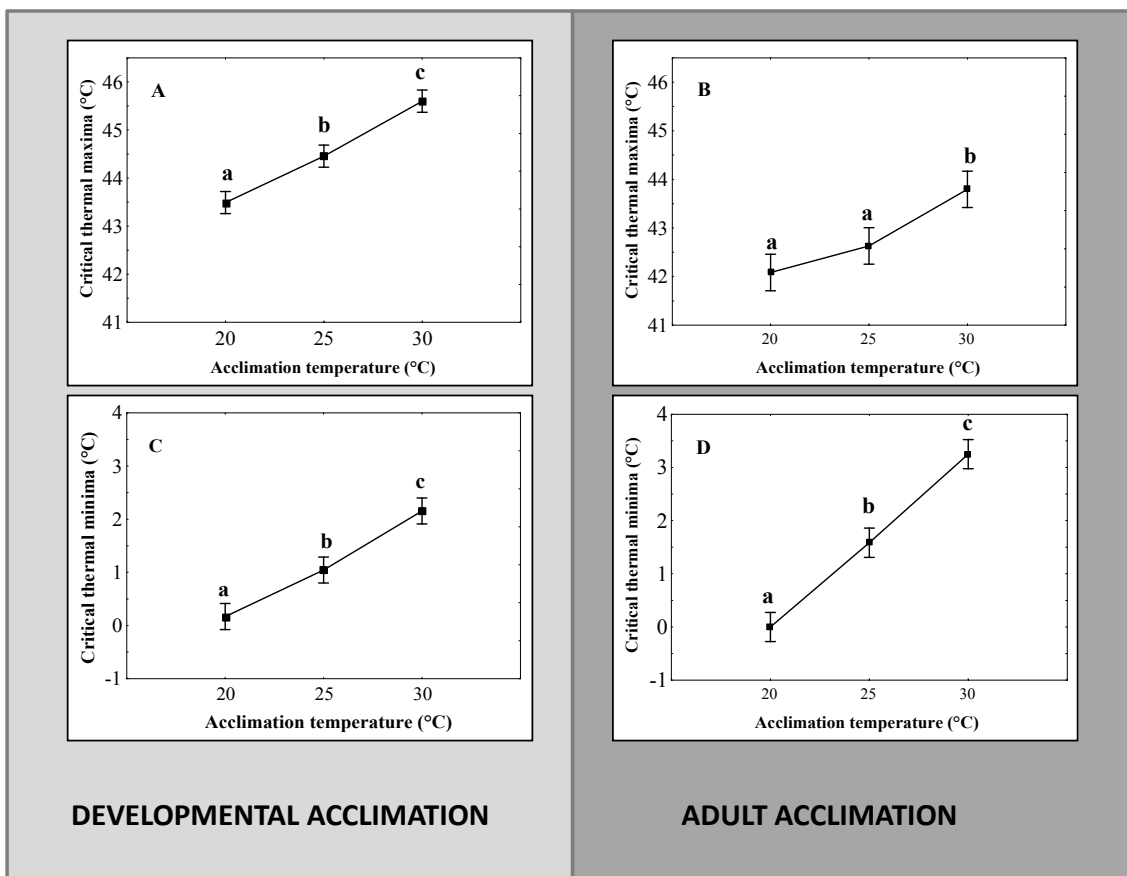 A
Critical thermal maxima (°C)
46
45
44
43
42
41
a
b
c
20
25
30
Acclimation temperature (°C)
B
Critical thermal maxima (°C)
46
45
44
43
42
41
a
a
b
20
25
30
Acclimation temperature (°C)
C
Critical thermal minima (°C)
4
3
2
1
0
-1
a
b
c
20
25
30
Acclimation temperature (°C)
D
Critical thermal minima (°C)
4
3
2
1
0
-1
a
b
c
20
25
30
Acclimation temperature (°C)
DEVELOPMENTAL ACCLIMATION
ADULT ACCLIMATION